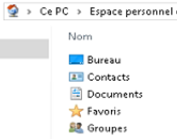 > Ce PC > Espace personnel
Nom
Bureau
Contacts
Documents
Favoris
Groupes